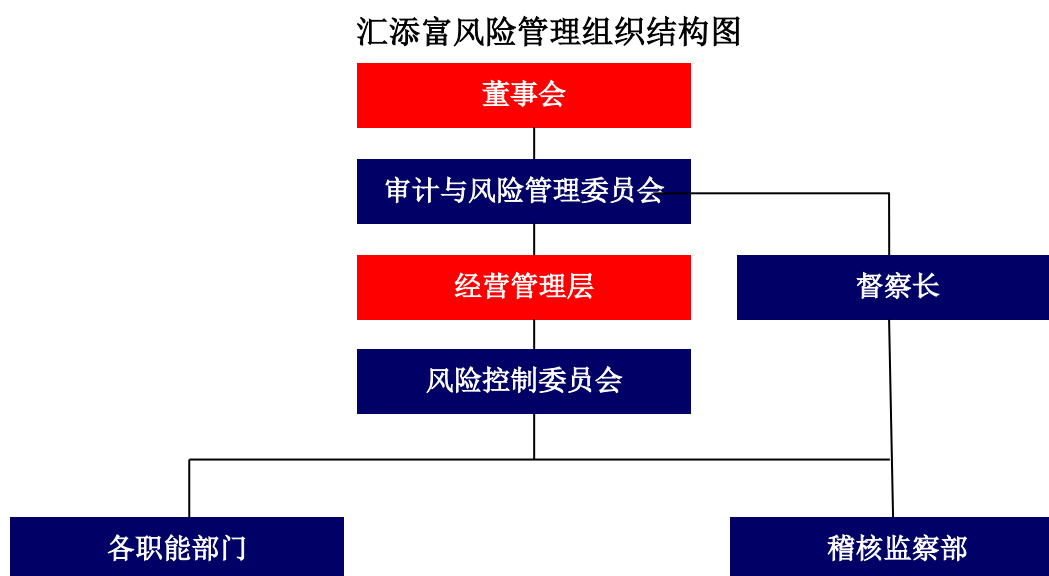 汇添富风险管理组织结构图
董事会
审计与风险管理委员会
经营管理层
督察长
风险控制委员会
各职能部门
稽核监察部